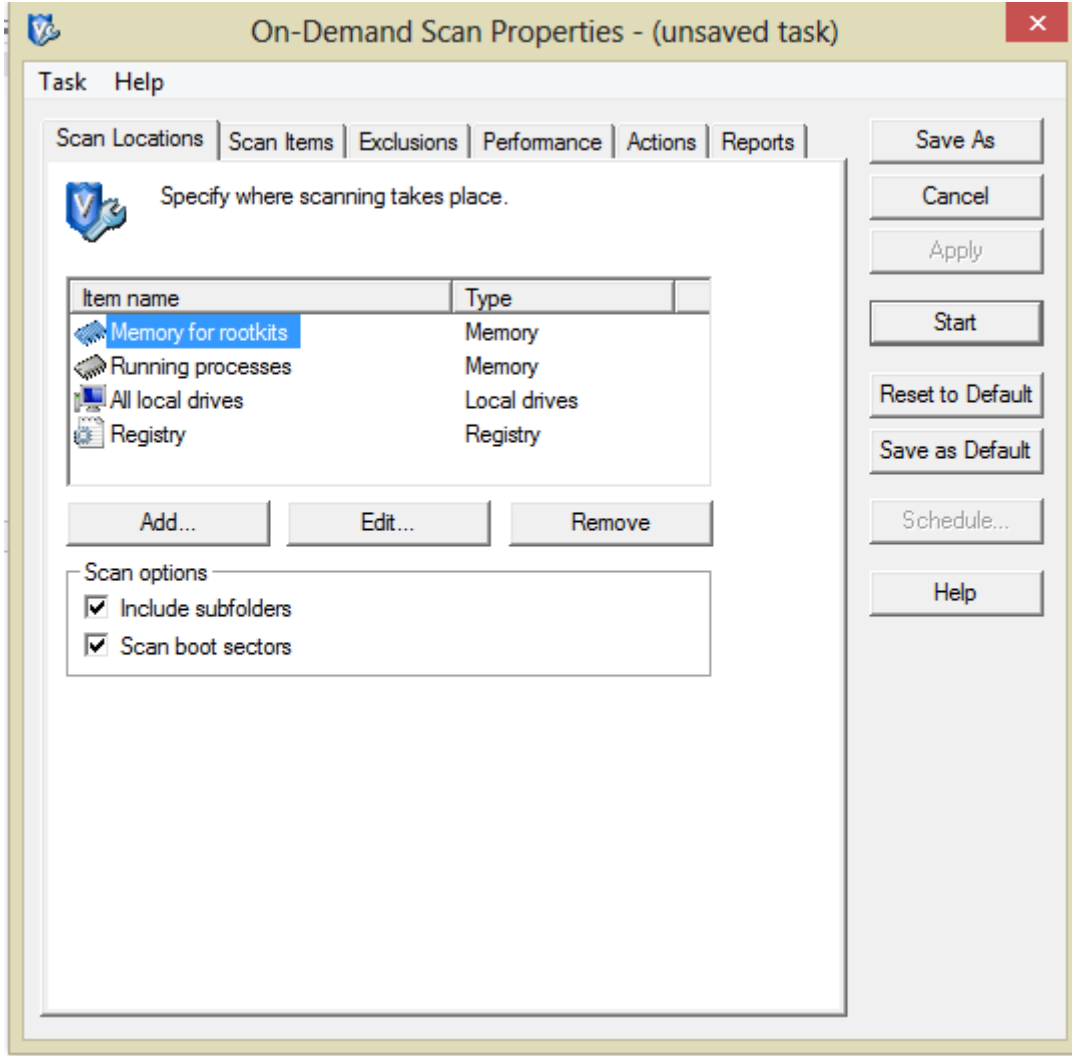 On-Demand Scan Properties - (unsaved task)
Task Help
Scan Locations Scan Items Exclusions Performance Actions Reports
Specify where scanning takes place.
Item name Type
Memory for rootkits Memory
Running processes Memory
All local drives Local drives
Registry Registry
Add... Edit... Remove
Scan options
Include subfolders
Scan boot sectors
Save As
Cancel
Apply
Start
Reset to Default
Save as Default
Schedule...
Help